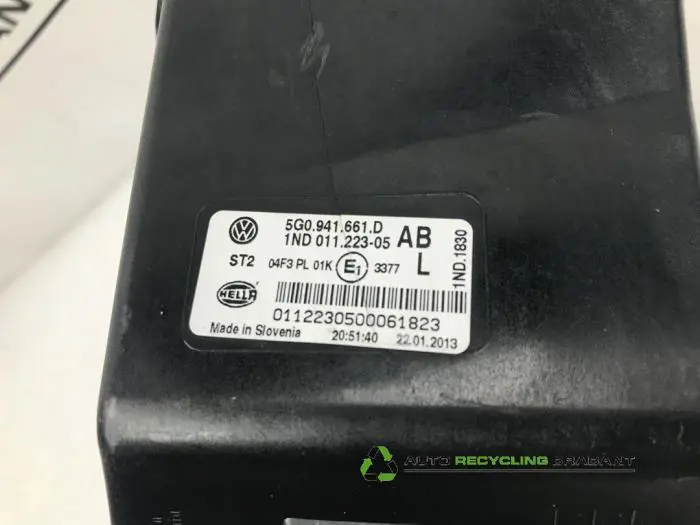 5G0.941.661.D
1ND 011.223-05 AB
ST2 04F3 PL 01K E1 3377 L
1ND.1830
HELLA
0112230500061823
Made in Slovenia 20:51:40 22.01.2013
AUTO RECYCLING BRABANT